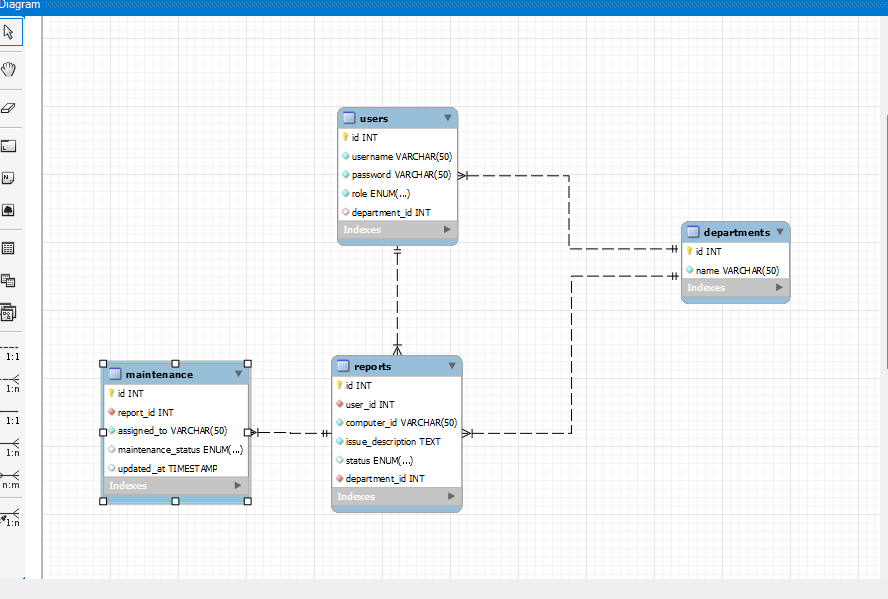 Diagram
users
id INT
username VARCHAR(50)
password VARCHAR(50)
role ENUM(...)
department_id INT
Indexes
departments
id INT
name VARCHAR(50)
Indexes
maintenance
id INT
report_id INT
assigned_to VARCHAR(50)
maintenance_status ENUM(...)
updated_at TIMESTAMP
Indexes
reports
id INT
user_id INT
computer_id VARCHAR(50)
issue_description TEXT
status ENUM(...)
department_id INT
Indexes
1:1
1:n
1:1
1:n
n:m
1:n